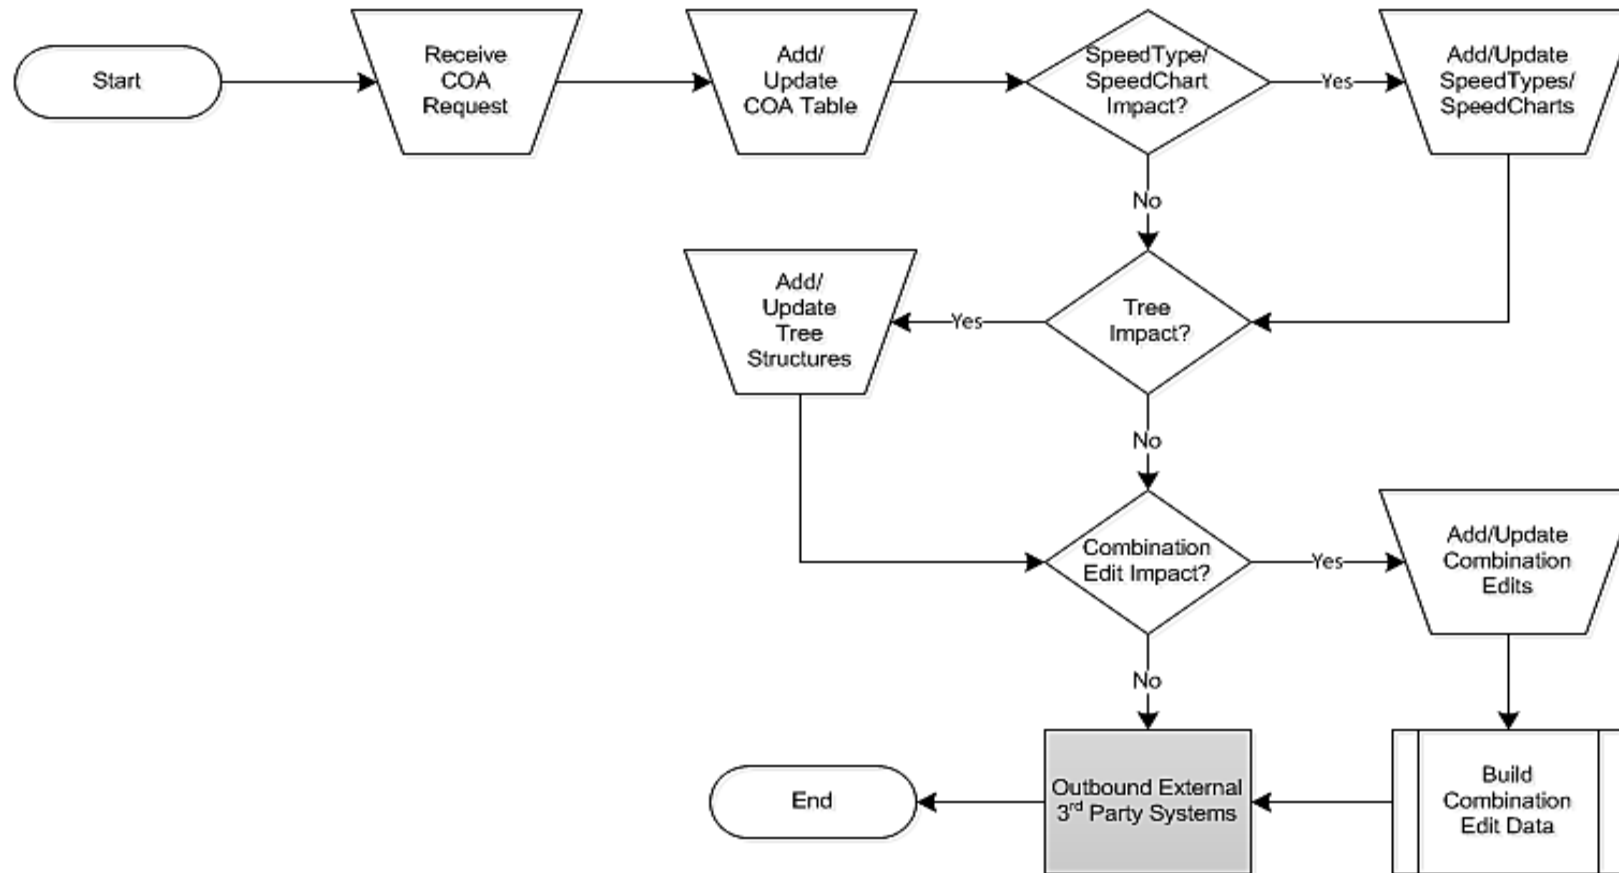 Start
Receive
COA
Request
Add/
Update
COA Table
SpeedType/
SpeedChart
Impact?
Yes
Add/Update
SpeedTypes/
SpeedCharts
No
Add/
Update
Tree
Structures
Yes
Tree
Impact?
No
Combination
Edit Impact?
Yes
Add/Update
Combination
Edits
No
End
Outbound External
3rd Party Systems
Build
Combination
Edit Data